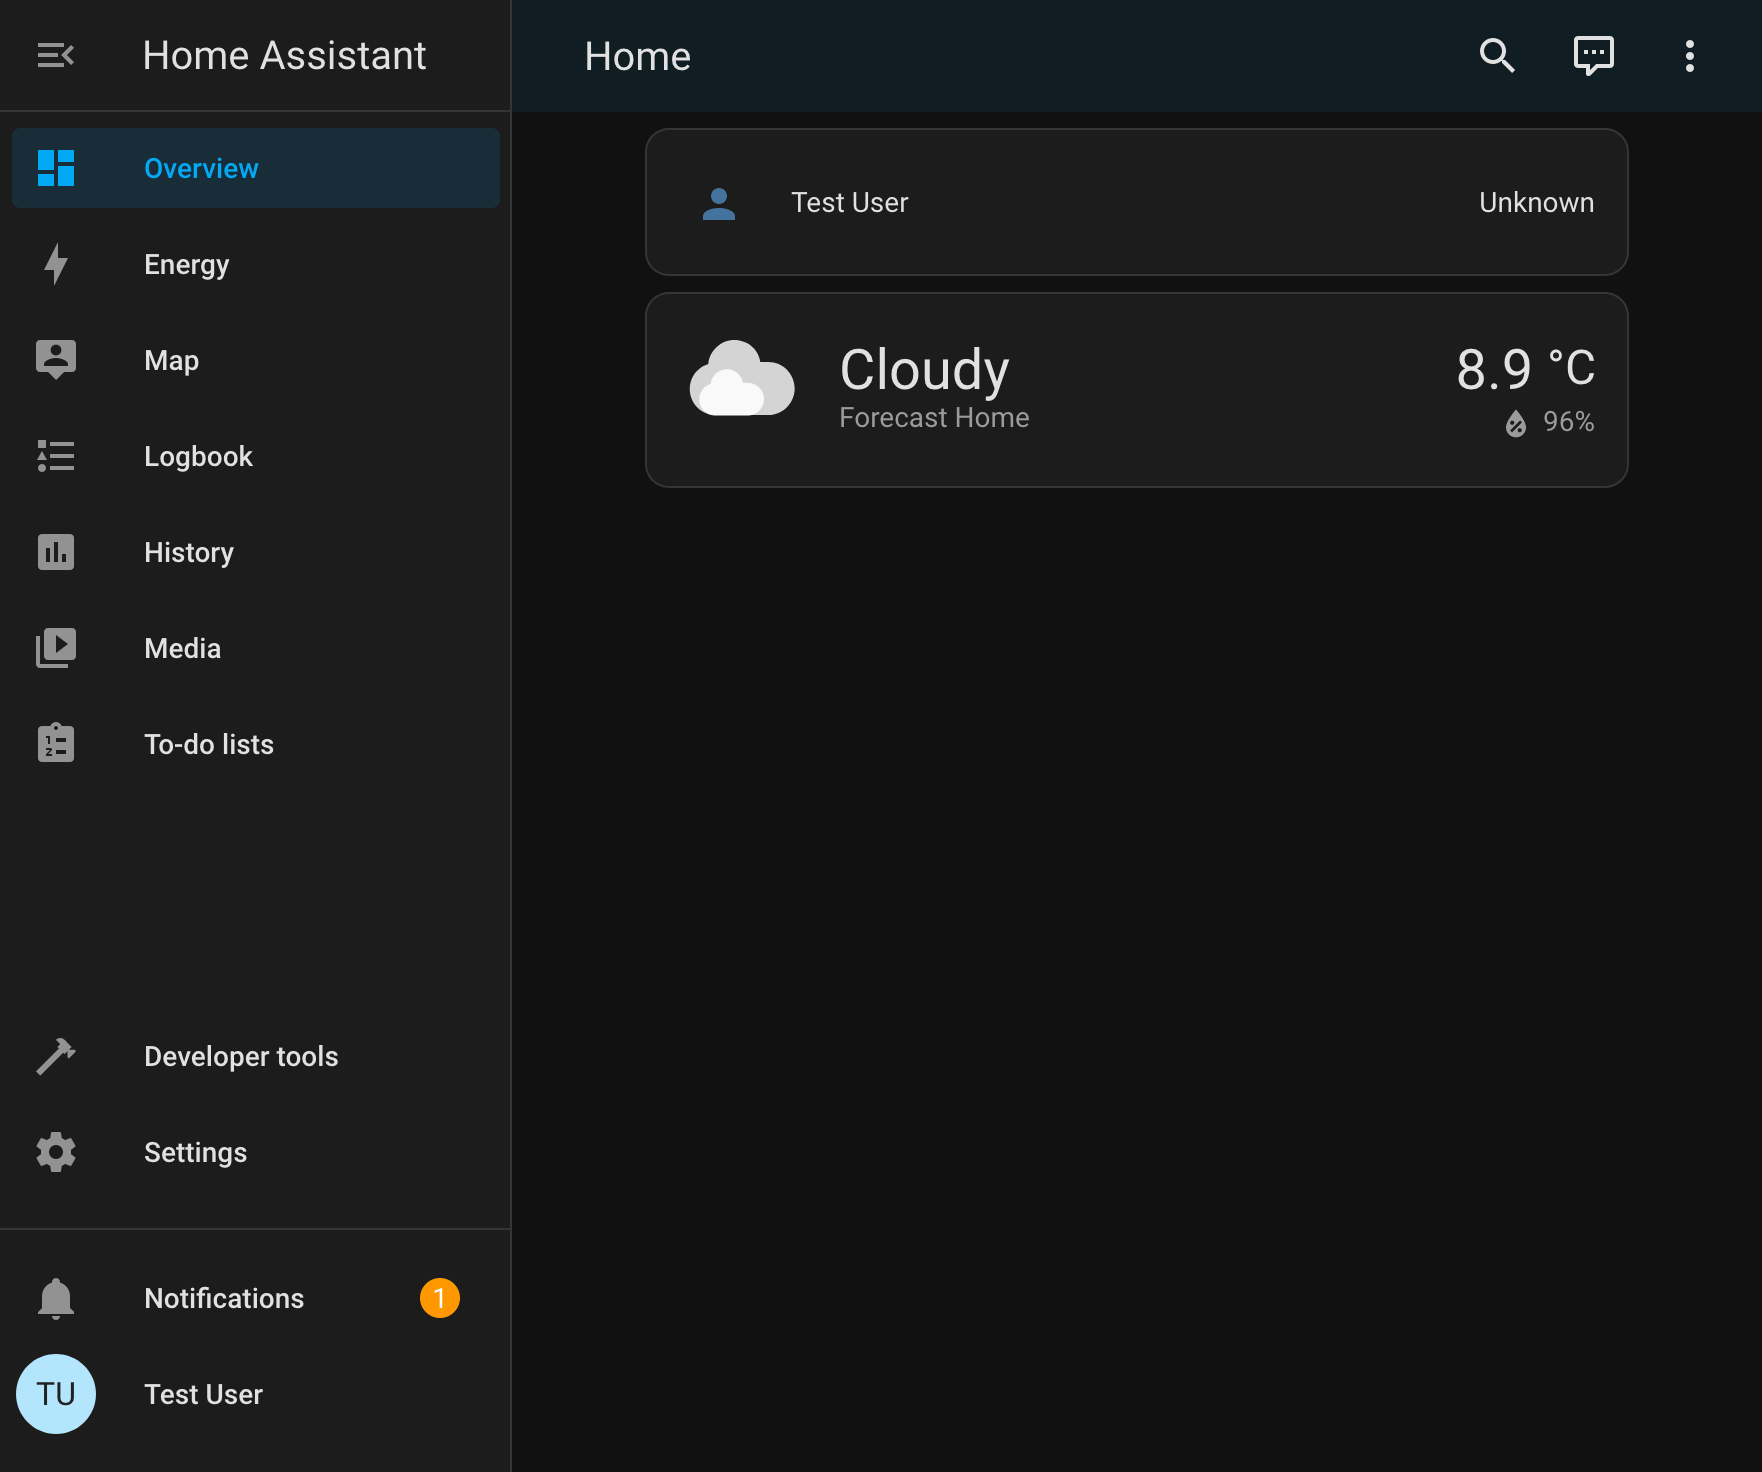 Home Assistant
Overview
Energy
Map
Logbook
History
Media
To-do lists
Developer tools
Settings
Notifications 1
TU Test User
Home
Test User Unknown
Cloudy 8.9 °C
Forecast Home 96%